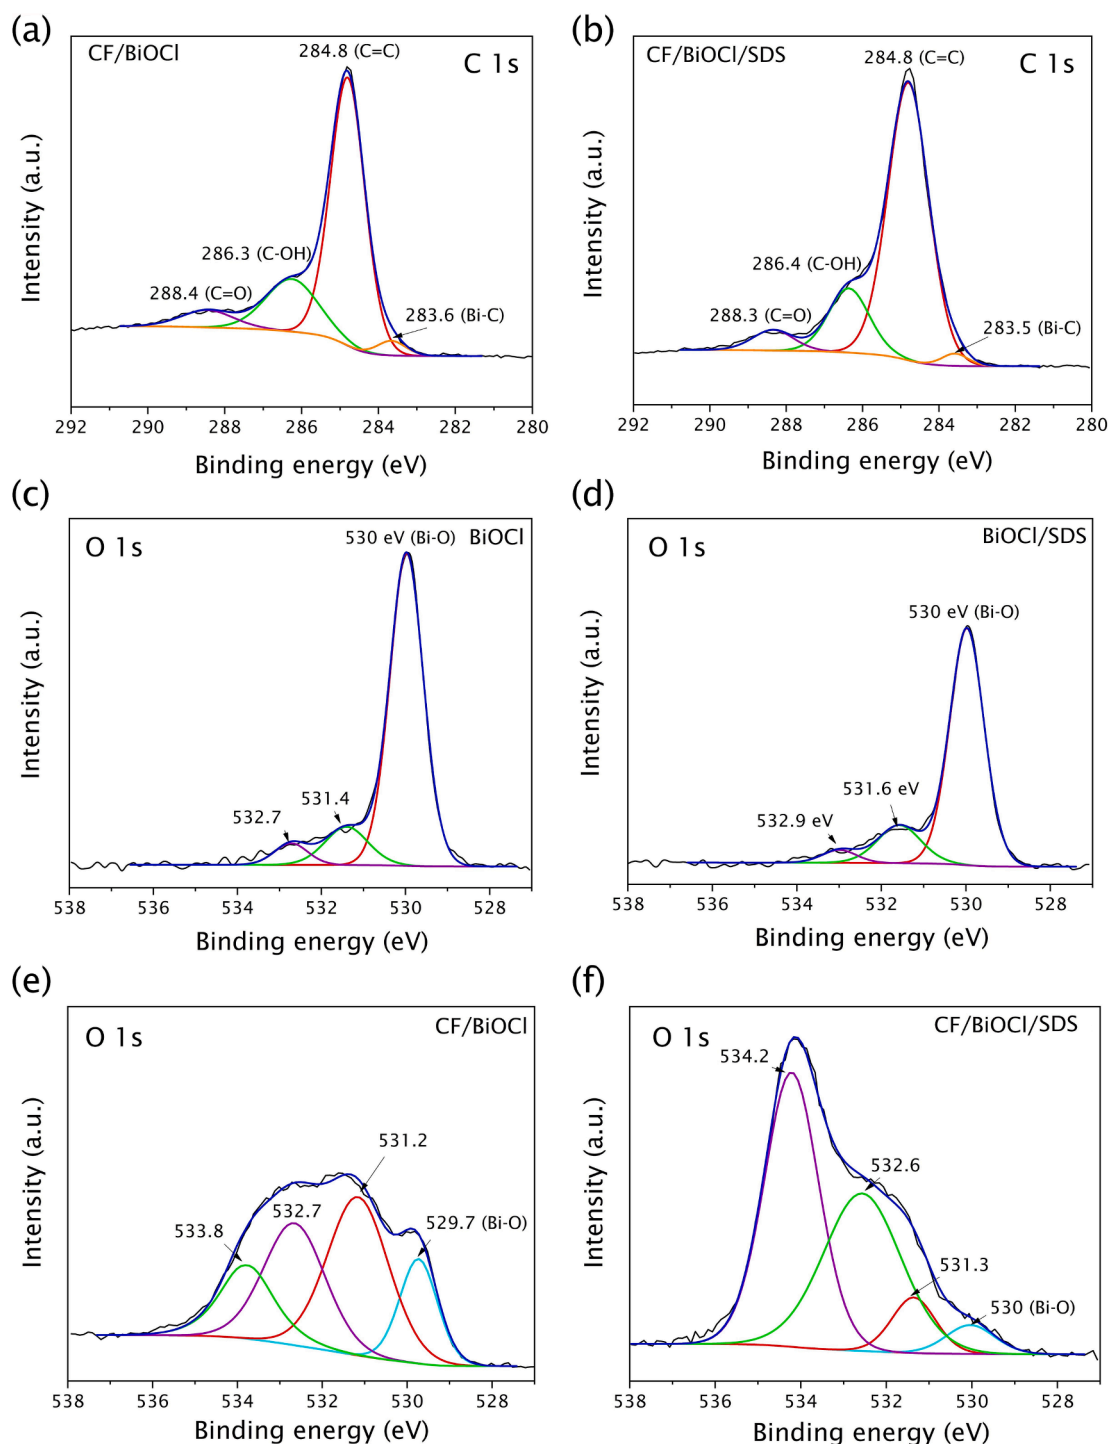 (a)
CF/BiOCl
284.8 (C=C)
C 1s
286.3 (C-OH)
288.4 (C=O)
283.6 (Bi-C)
Intensity (a.u.)
292 290 288 286 284 282 280
Binding energy (eV)
(b)
CF/BiOCl/SDS
284.8 (C=C)
C 1s
286.4 (C-OH)
288.3 (C=O)
283.5 (Bi-C)
Intensity (a.u.)
292 290 288 286 284 282 280
Binding energy (eV)
(c)
O 1s
530 eV (Bi-O)
BiOCl
532.7
531.4
Intensity (a.u.)
538 536 534 532 530 528
Binding energy (eV)
(d)
O 1s
BiOCl/SDS
530 eV (Bi-O)
531.6 eV
532.9 eV
Intensity (a.u.)
538 536 534 532 530 528
Binding energy (eV)
(e)
O 1s
CF/BiOCl
531.2
532.7
533.8
529.7 (Bi-O)
Intensity (a.u.)
538 536 534 532 530 528
Binding energy (eV)
(f)
O 1s
CF/BiOCl/SDS
534.2
532.6
531.3
530 (Bi-O)
Intensity (a.u.)
538 536 534 532 530 528
Binding energy (eV)